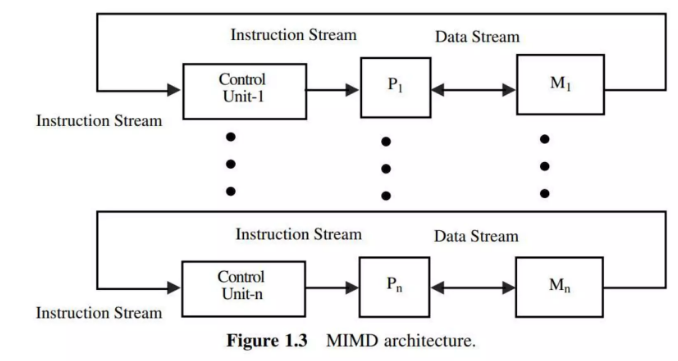 Instruction Stream Data Stream
Control
Unit-1
P₁
M₁
Instruction Stream
Instruction Stream Data Stream
Control
Unit-n
Pₙ
Mₙ
Instruction Stream
Figure 1.3 MIMD architecture.